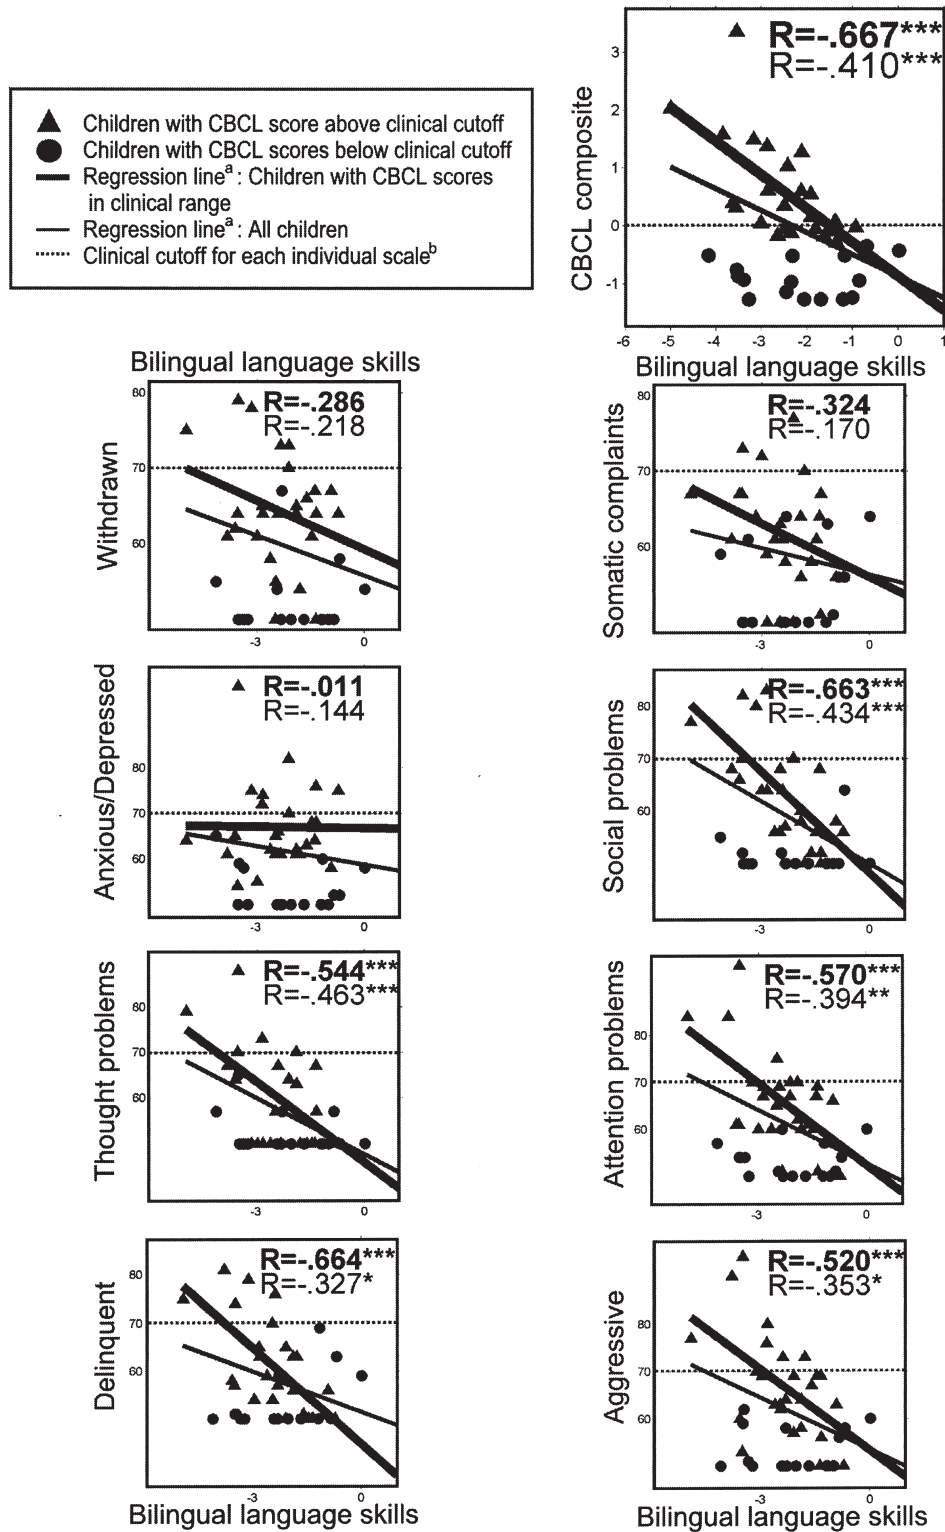 R=-.667***
R=-.410***
Children with CBCL score above clinical cutoff
Children with CBCL scores below clinical cutoff
Regression lineᵃ: Children with CBCL scores
in clinical range
Regression lineᵃ: All children
Clinical cutoff for each individual scaleᵇ
CBCL composite
3
2
1
0
-1
-6 -5 -4 -3 -2 -1 0 1
Bilingual language skills
Bilingual language skills
Withdrawn
80
70
60
R=-.286
R=-.218
-3 0
Somatic complaints
80
70
60
R=-.324
R=-.170
-3 0
Anxious/Depressed
80
70
60
R=-.011
R=-.144
-3 0
Social problems
80
70
60
R=-.663***
R=-.434***
-3 0
Thought problems
80
70
60
R=-.544***
R=-.463***
-3 0
Attention problems
80
70
60
R=-.570***
R=-.394**
-3 0
Delinquent
80
70
60
R=-.664***
R=-.327*
-3 0
Bilingual language skills
Aggressive
80
70
60
R=-.520***
R=-.353*
-3 0
Bilingual language skills